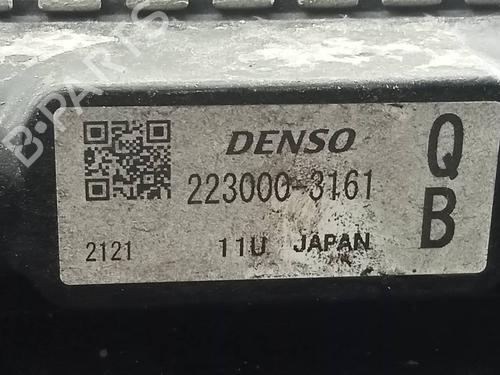 DENSO Q
223000-3161
B
2121 11U JAPAN
B-PARTS